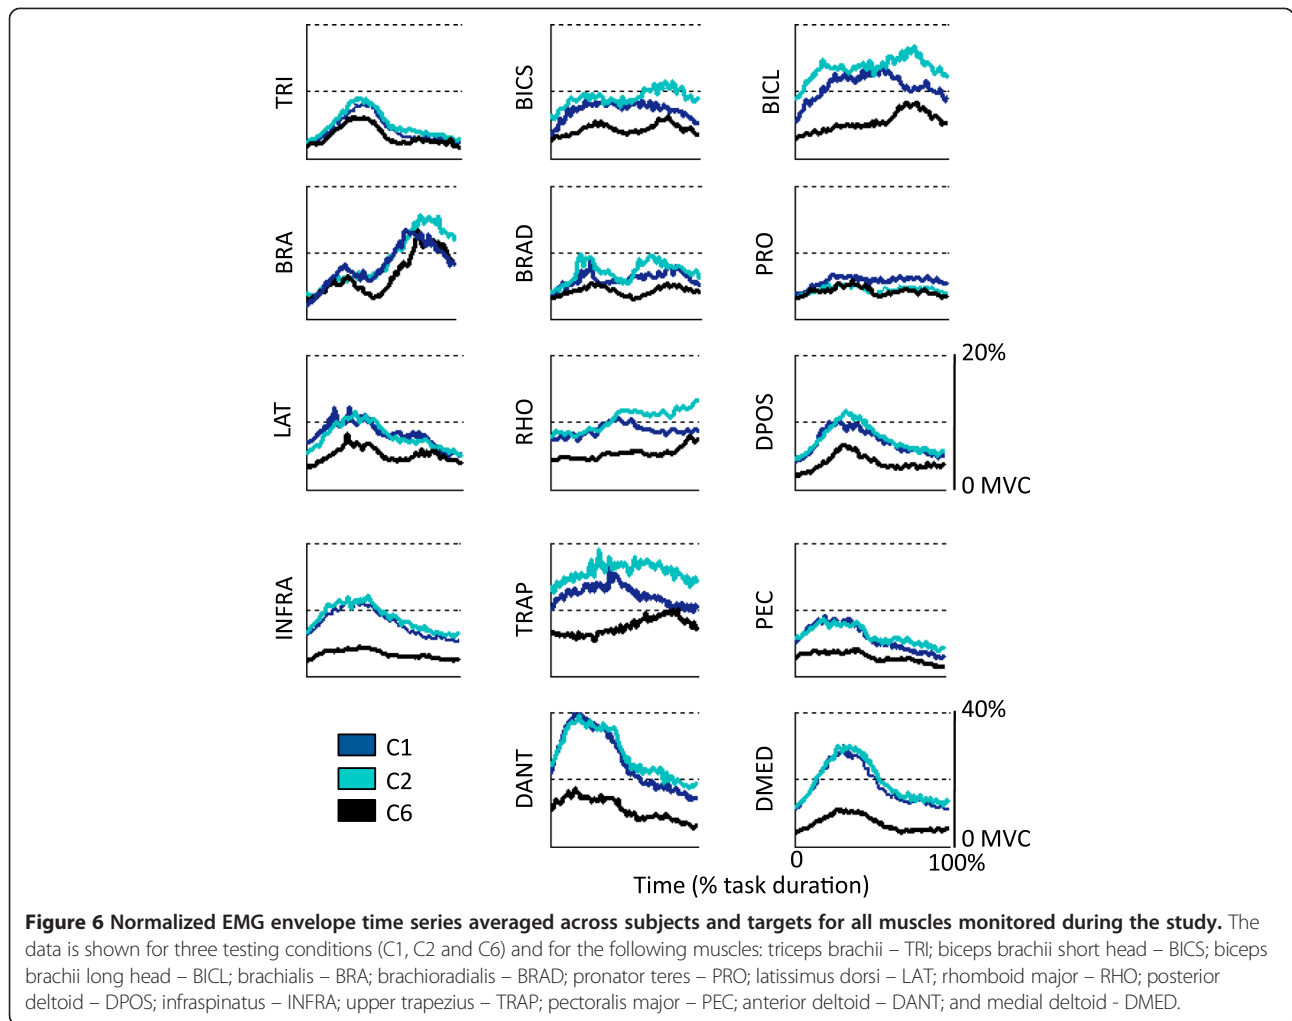 TRI
BICS
BICL
BRA
BRAD
PRO
LAT
RHO
DPOS
20%
0 MVC
INFRA
TRAP
PEC
C1
C2
C6
DANT
DMED
40%
0 MVC
0
100%
Time (% task duration)
Figure 6 Normalized EMG envelope time series averaged across subjects and targets for all muscles monitored during the study. The
data is shown for three testing conditions (C1, C2 and C6) and for the following muscles: triceps brachii – TRI; biceps brachii short head – BICS; biceps
brachii long head – BICL; brachialis – BRA; brachioradialis – BRAD; pronator teres – PRO; latissimus dorsi – LAT; rhomboid major – RHO; posterior
deltoid – DPOS; infraspinatus – INFRA; upper trapezius – TRAP; pectoralis major – PEC; anterior deltoid – DANT; and medial deltoid - DMED.